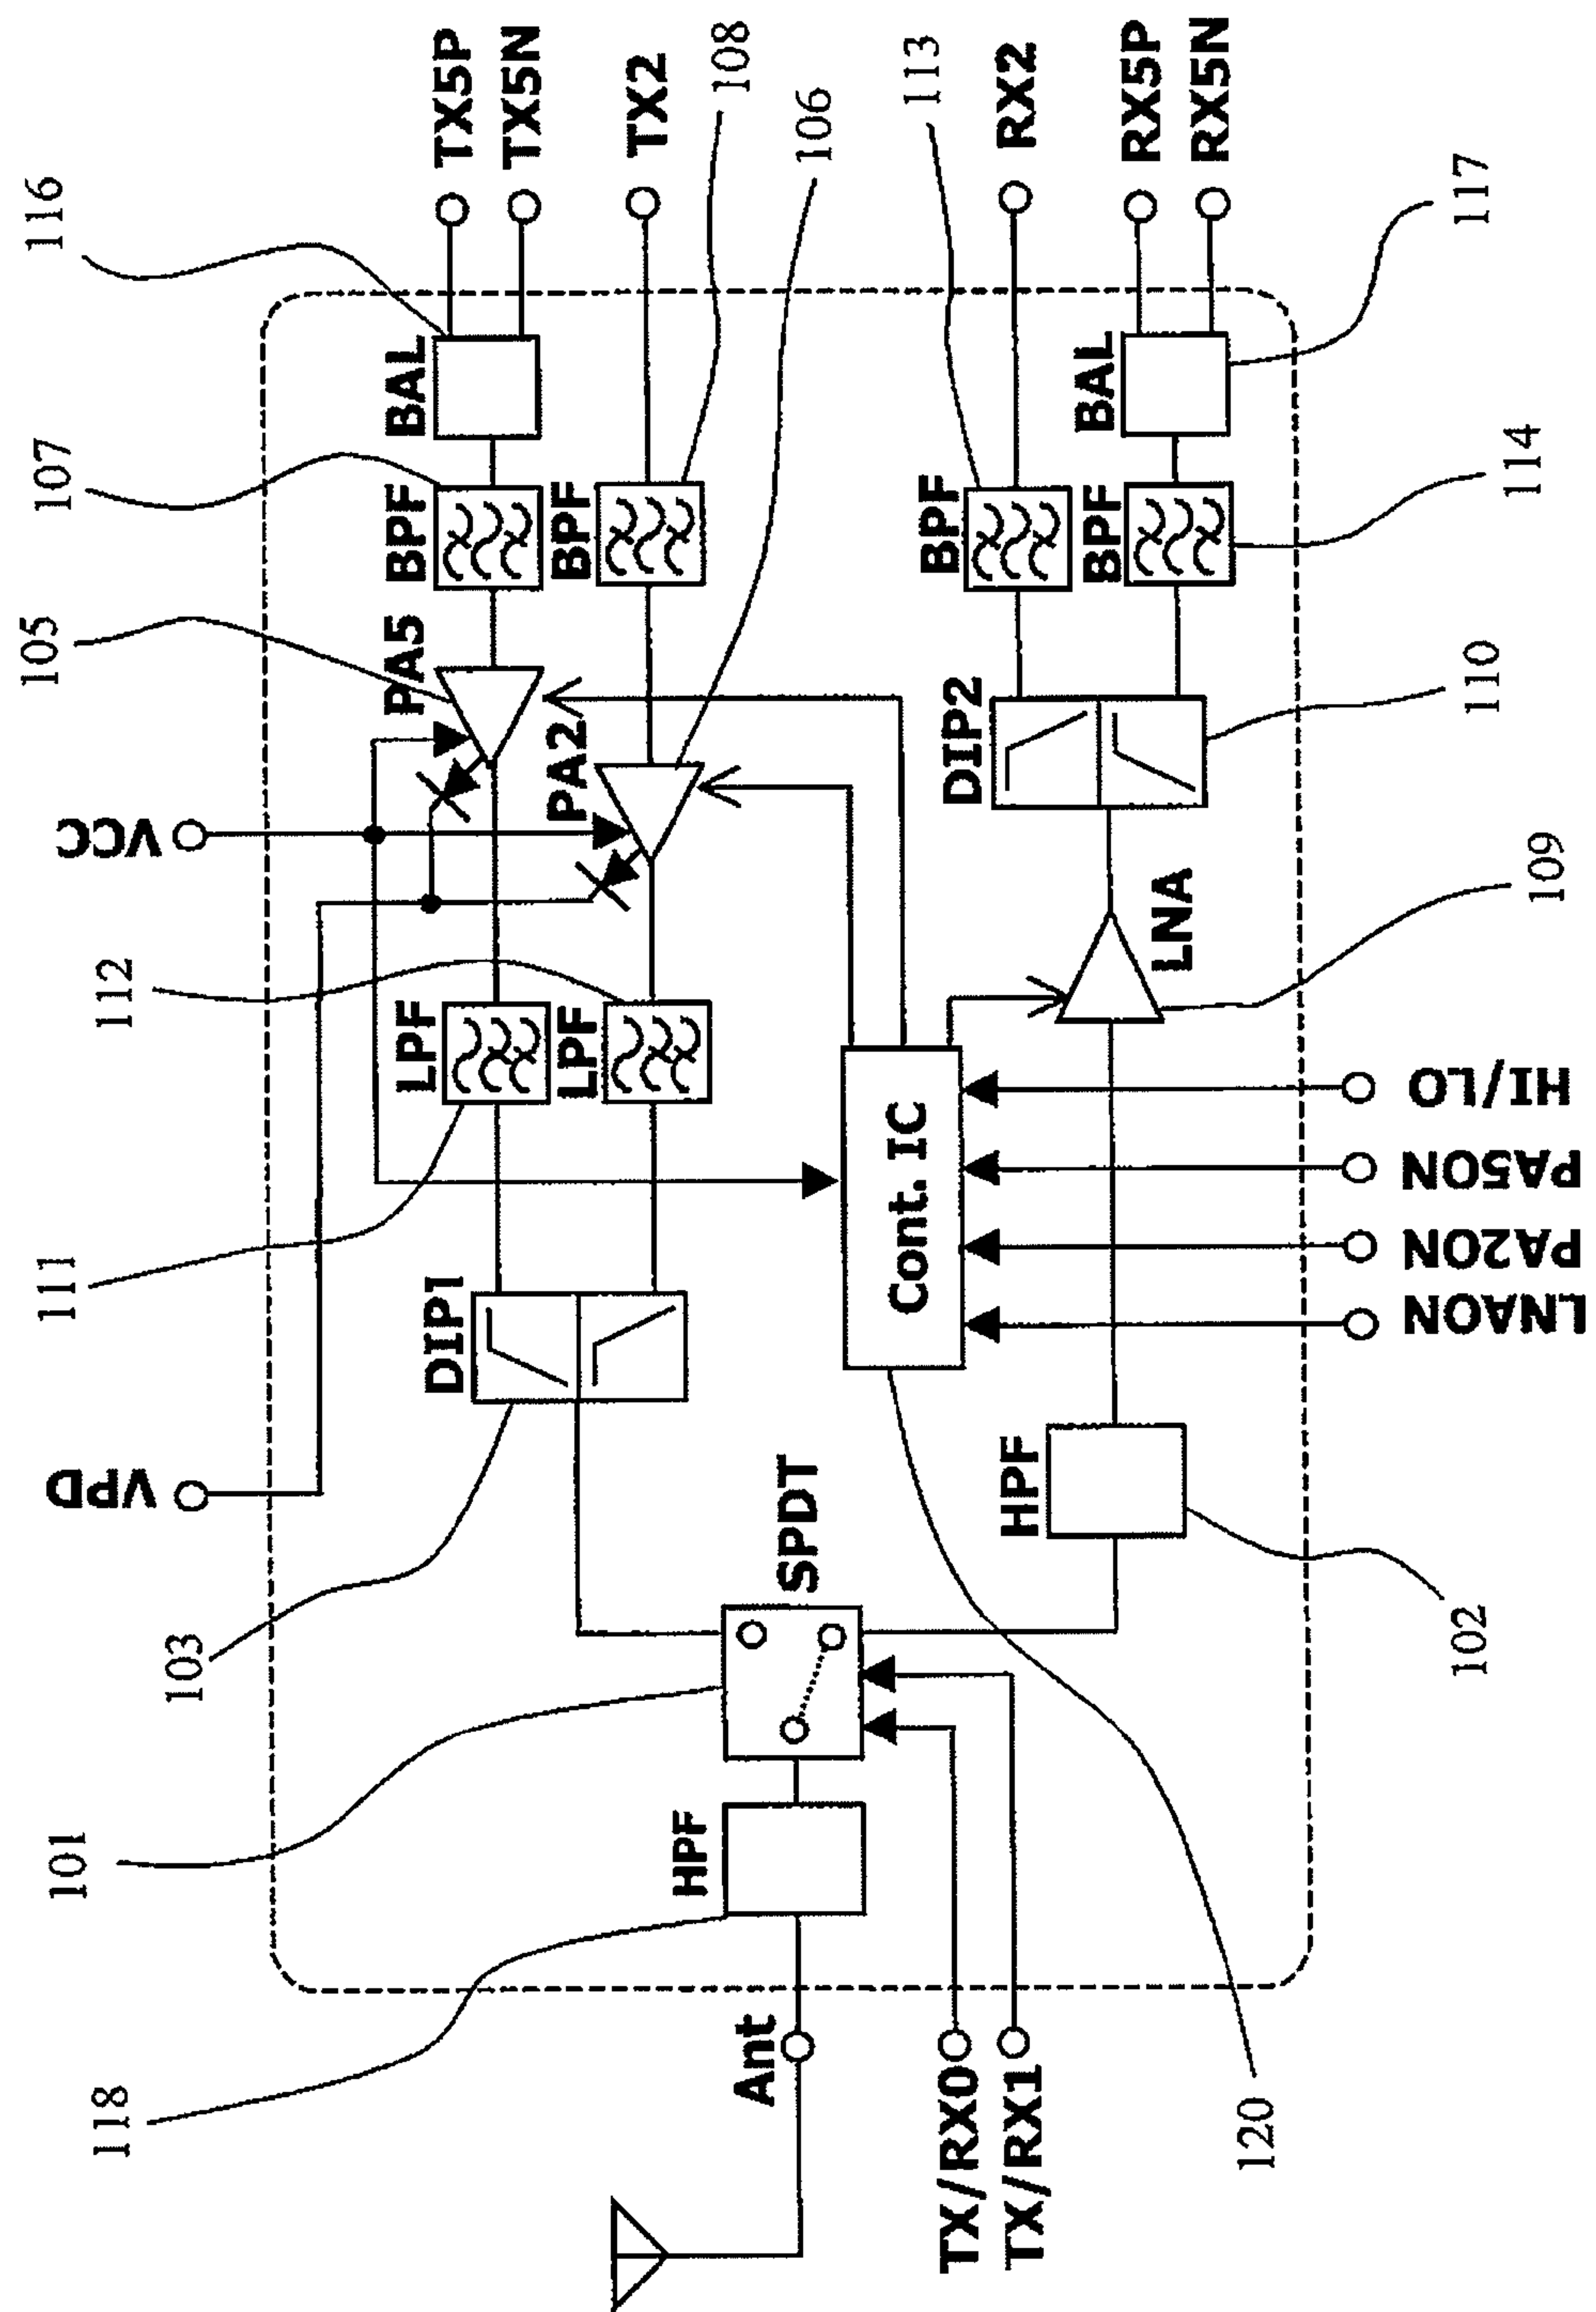 116
TX5P
TX5N
TX2
108
106
113
RX2
RX5P
RX5N
117
107
BAL
BPF
BPF
BAL
BPF
BPF
114
105
PA5
PA2
DIP2
110
VCC
LNA
109
112
LPF
LPF
Cont. IC
HI/LO
PA5ON
PA2ON
LNAON
111
DIP1
VPD
103
SPDT
HPF
102
101
HPF
118
Ant
TX/RX0
TX/RX1
120